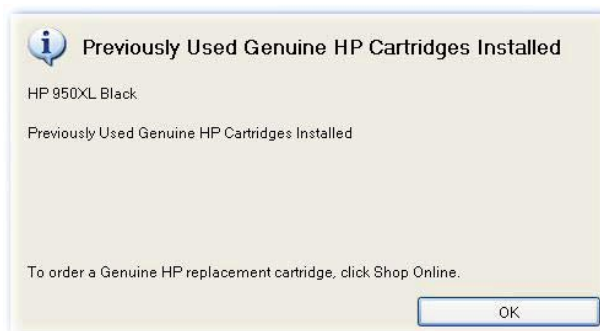 Previously Used Genuine HP Cartridges Installed
HP 950XL Black
Previously Used Genuine HP Cartridges Installed
To order a Genuine HP replacement cartridge, click Shop Online.
OK